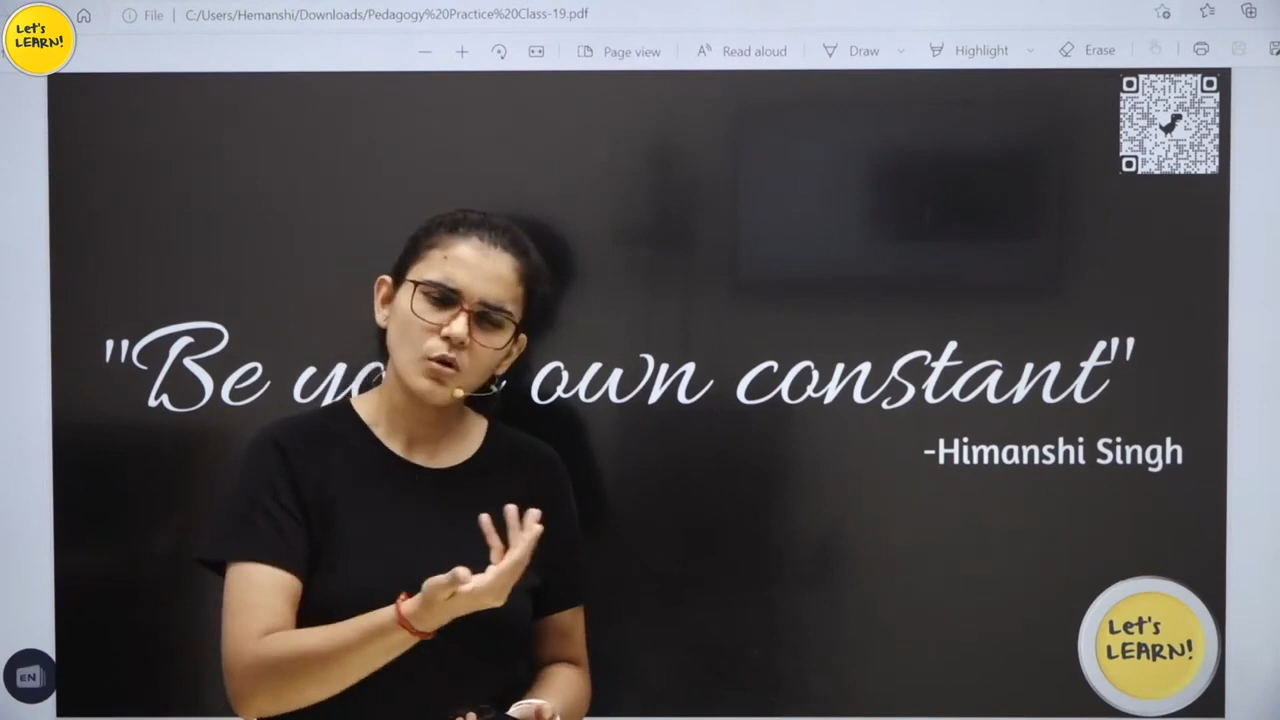 Let's
LEARN!
File | C:/Users/Hemanshi/Downloads/Pedagogy%20Practice%20Class-19.pdf
Page view
Read aloud
Draw
Highlight
Erase
"Be own constant"
-Himanshi Singh
Let's
LEARN!
EN